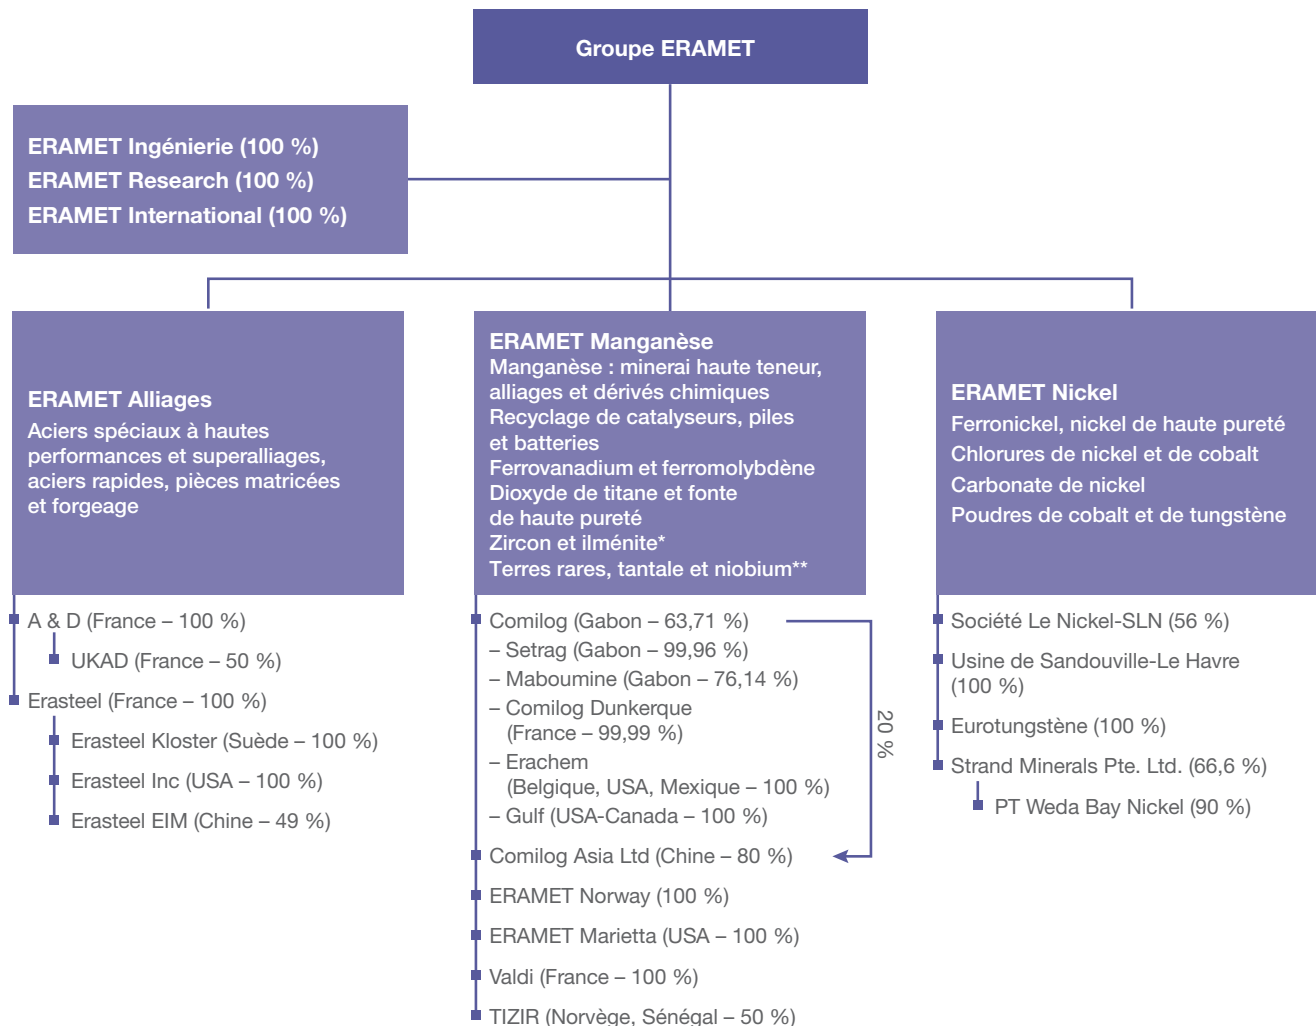 Groupe ERAMET
ERAMET Ingénierie (100 %)
ERAMET Research (100 %)
ERAMET International (100 %)
ERAMET Alliages
Aciers spéciaux à hautes
performances et superalliages,
aciers rapides, pièces matricées
et forgeage
A & D (France – 100 %)
UKAD (France – 50 %)
Erasteel (France – 100 %)
Erasteel Kloster (Suède – 100 %)
Erasteel Inc (USA – 100 %)
Erasteel EIM (Chine – 49 %)
ERAMET Manganèse
Manganèse : minerai haute teneur,
alliages et dérivés chimiques
Recyclage de catalyseurs, piles
et batteries
Ferrovanadium et ferromolybdène
Dioxyde de titane et fonte
de haute pureté
Zircon et ilménite*
Terres rares, tantale et niobium**
Comilog (Gabon – 63,71 %)
– Setrag (Gabon – 99,96 %)
– Maboumine (Gabon – 76,14 %)
– Comilog Dunkerque
(France – 99,99 %)
– Erachem
(Belgique, USA, Mexique – 100 %)
– Gulf (USA-Canada – 100 %)
20 %
Comilog Asia Ltd (Chine – 80 %)
ERAMET Norway (100 %)
ERAMET Marietta (USA – 100 %)
Valdi (France – 100 %)
TIZIR (Norvège, Sénégal – 50 %)
ERAMET Nickel
Ferronickel, nickel de haute pureté
Chlorures de nickel et de cobalt
Carbonate de nickel
Poudres de cobalt et de tungstène
Société Le Nickel-SLN (56 %)
Usine de Sandouville-Le Havre
(100 %)
Eurotungstène (100 %)
Strand Minerals Pte. Ltd. (66,6 %)
PT Weda Bay Nickel (90 %)